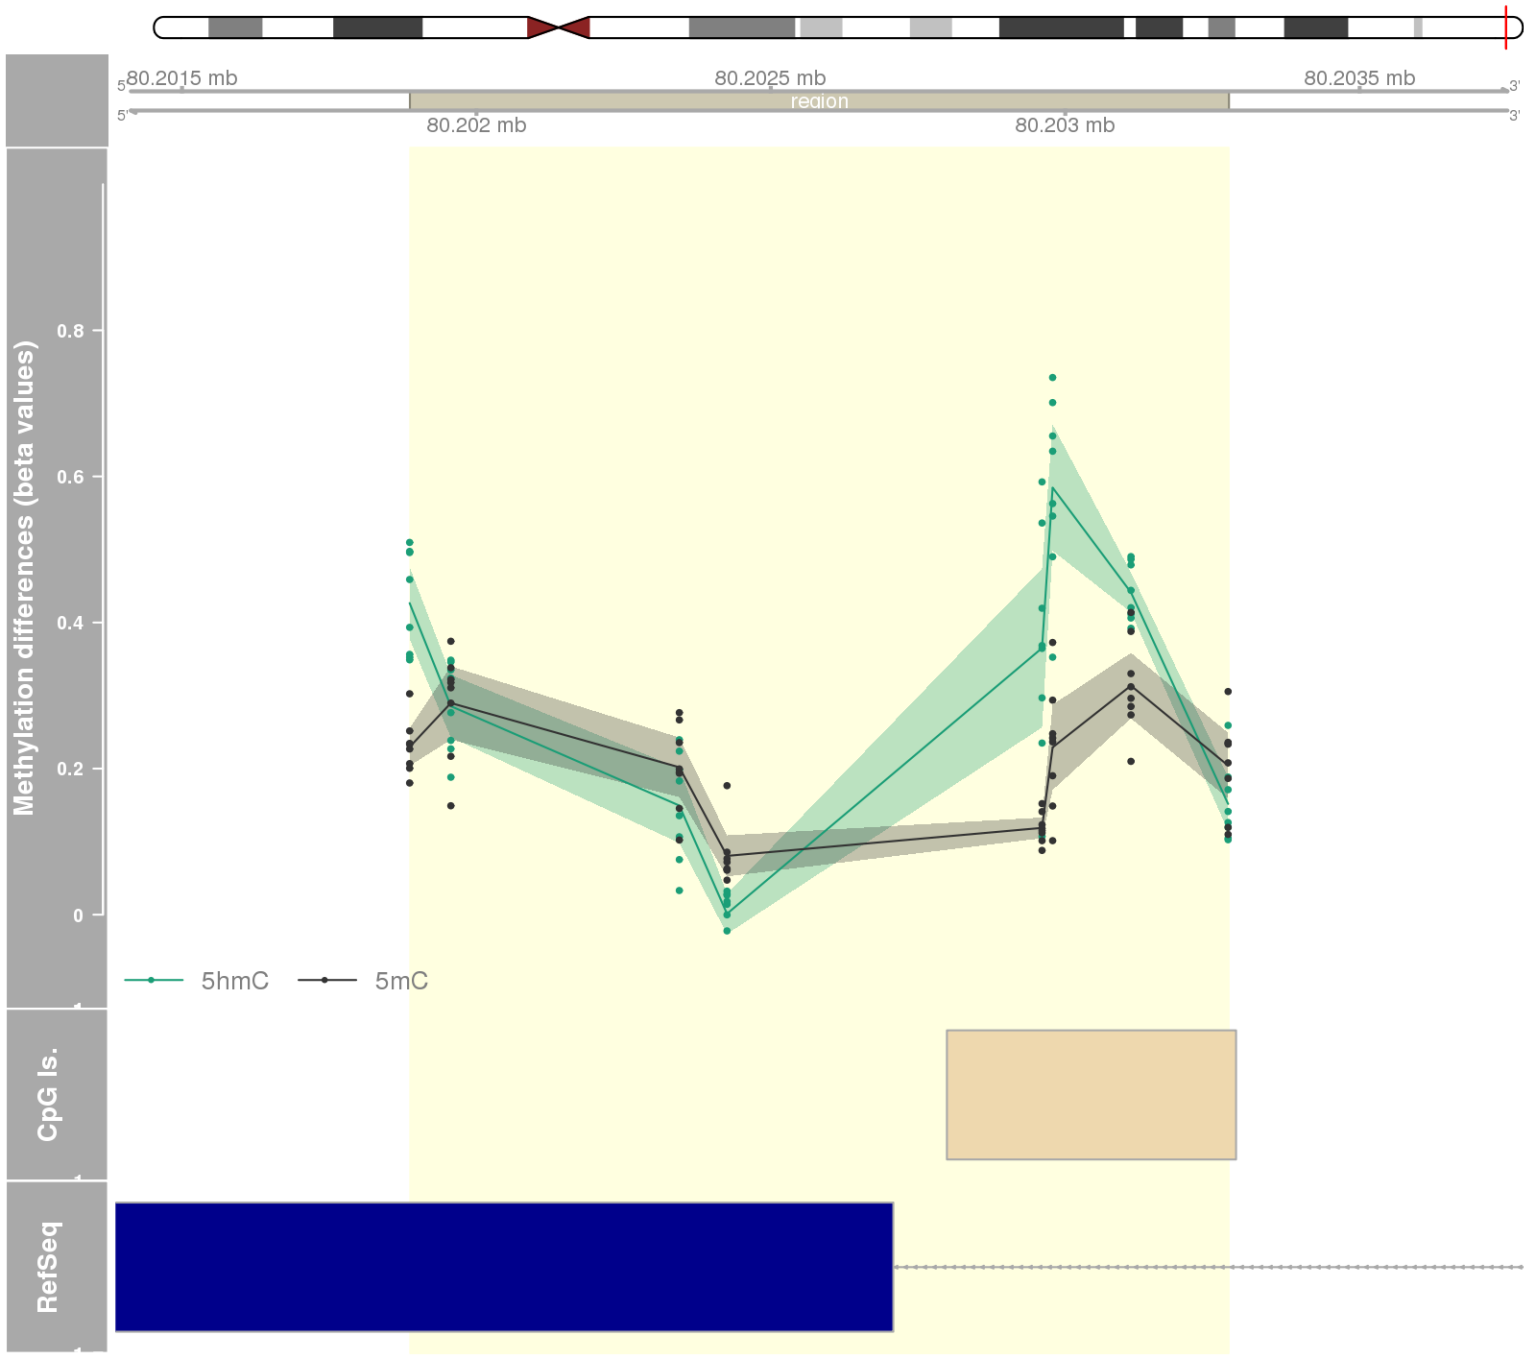 80.2015 mb
80.2025 mb
80.2035 mb
5'
3'
region
5'
3'
80.202 mb
80.203 mb
Methylation differences (beta values)
0.8
0.6
0.4
0.2
0
5hmC
5mC
CpG Is.
RefSeq